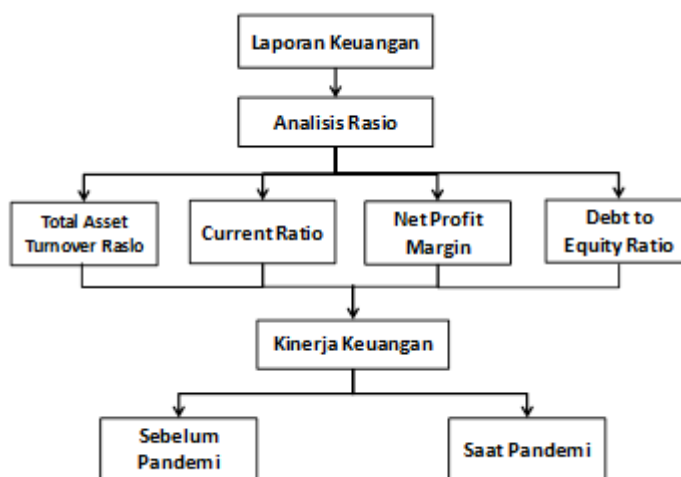 Laporan Keuangan
Analisis Rasio
Total Asset
Turnover Raslo
Current Ratio
Net Profit
Margin
Debt to
Equity Ratio
Kinerja Keuangan
Sebelum
Pandemi
Saat Pandemi